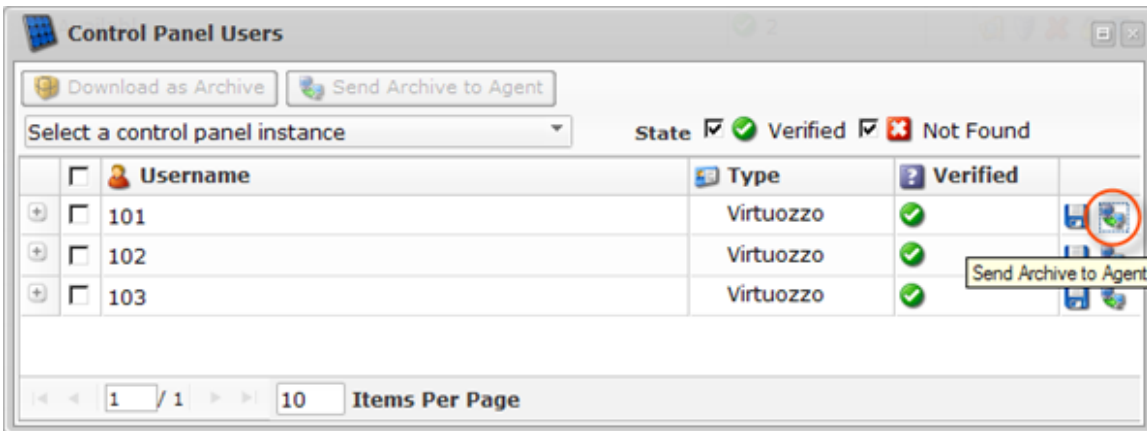 Control Panel Users
Download as Archive Send Archive to Agent
Select a control panel instance State Verified Not Found
Username Type Verified
101 Virtuozzo
102 Virtuozzo
Send Archive to Agent
103 Virtuozzo
1 / 1 10 Items Per Page